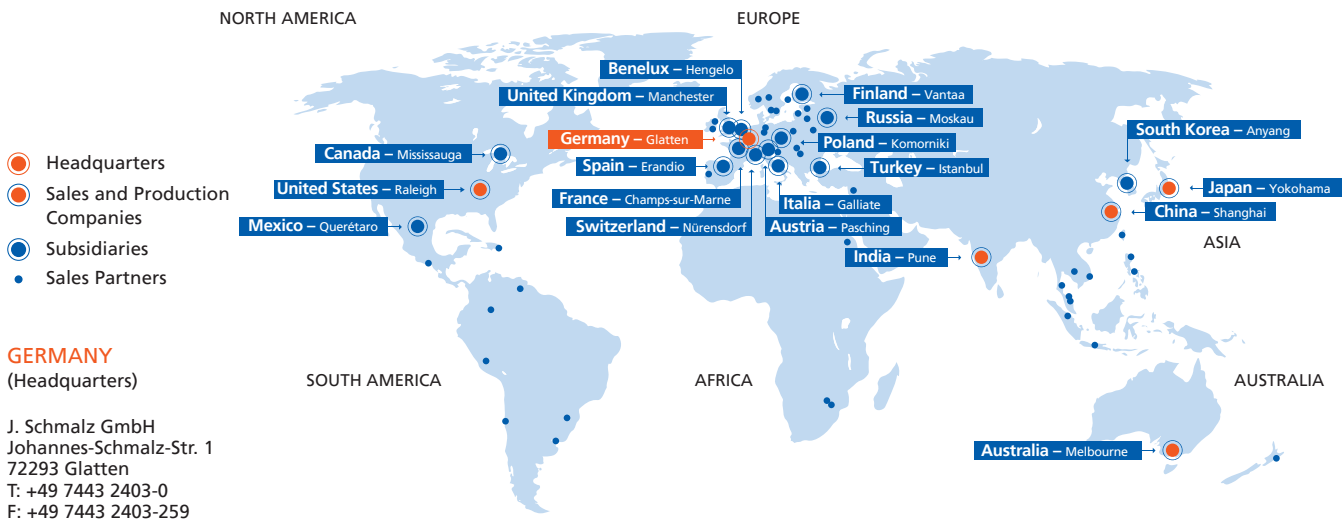 NORTH AMERICA
EUROPE
Benelux – Hengelo
United Kingdom – Manchester
Finland – Vantaa
Russia – Moskau
South Korea – Anyang
Germany – Glatten
Poland – Komorniki
Canada – Mississauga
Spain – Erandio
Turkey – Istanbul
United States – Raleigh
Japan – Yokohama
France – Champs-sur-Marne
Italia – Galliate
China – Shanghai
Mexico – Querétaro
Switzerland – Nürensdorf
Austria – Pasching
ASIA
India – Pune
Headquarters
Sales and Production
Companies
Subsidiaries
Sales Partners
SOUTH AMERICA
AFRICA
AUSTRALIA
Australia – Melbourne
GERMANY
(Headquarters)
J. Schmalz GmbH
Johannes-Schmalz-Str. 1
72293 Glatten
T: +49 7443 2403-0
F: +49 7443 2403-259